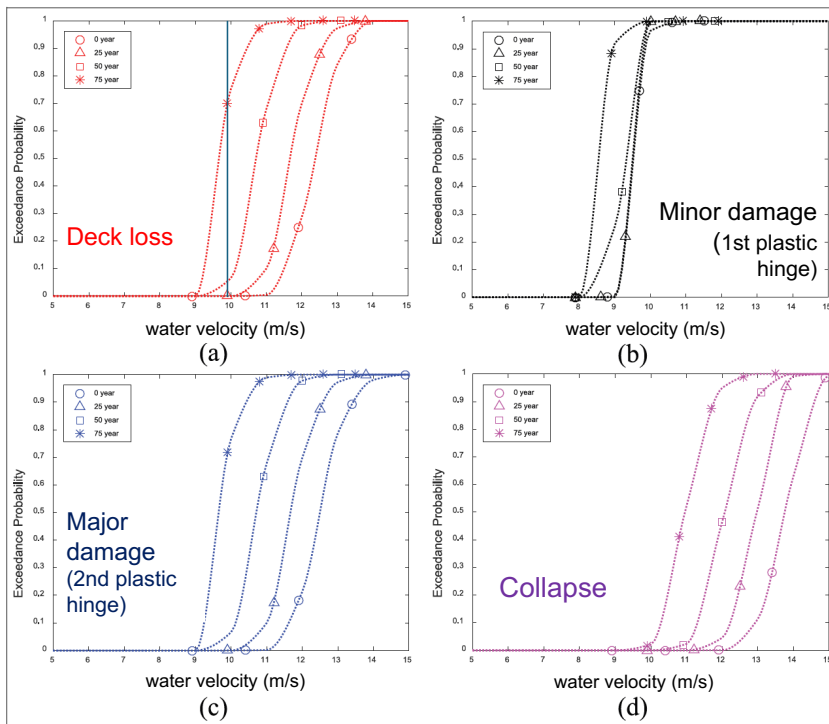 1
0,9
0,8
0,7
0,6
0,5
0,4
0,3
0,2
0,1
0
Exceedance Probability
0 year
25 year
50 year
75 year
Deck loss
5 6 7 8 9 10 11 12 13 14 15
water velocity (m/s)
(a)
1
0,9
0,8
0,7
0,6
0,5
0,4
0,3
0,2
0,1
0
Exceedance Probability
0 year
25 year
50 year
75 year
Minor damage
(1st plastic
hinge)
5 6 7 8 9 10 11 12 13 14 15
water velocity (m/s)
(b)
1
0,9
0,8
0,7
0,6
0,5
0,4
0,3
0,2
0,1
0
Exceedance Probability
0 year
25 year
50 year
75 year
Major
damage
(2nd plastic
hinge)
5 6 7 8 9 10 11 12 13 14 15
water velocity (m/s)
(c)
1
0,9
0,8
0,7
0,6
0,5
0,4
0,3
0,2
0,1
0
Exceedance Probability
0 year
25 year
50 year
75 year
Collapse
5 6 7 8 9 10 11 12 13 14 15
water velocity (m/s)
(d)